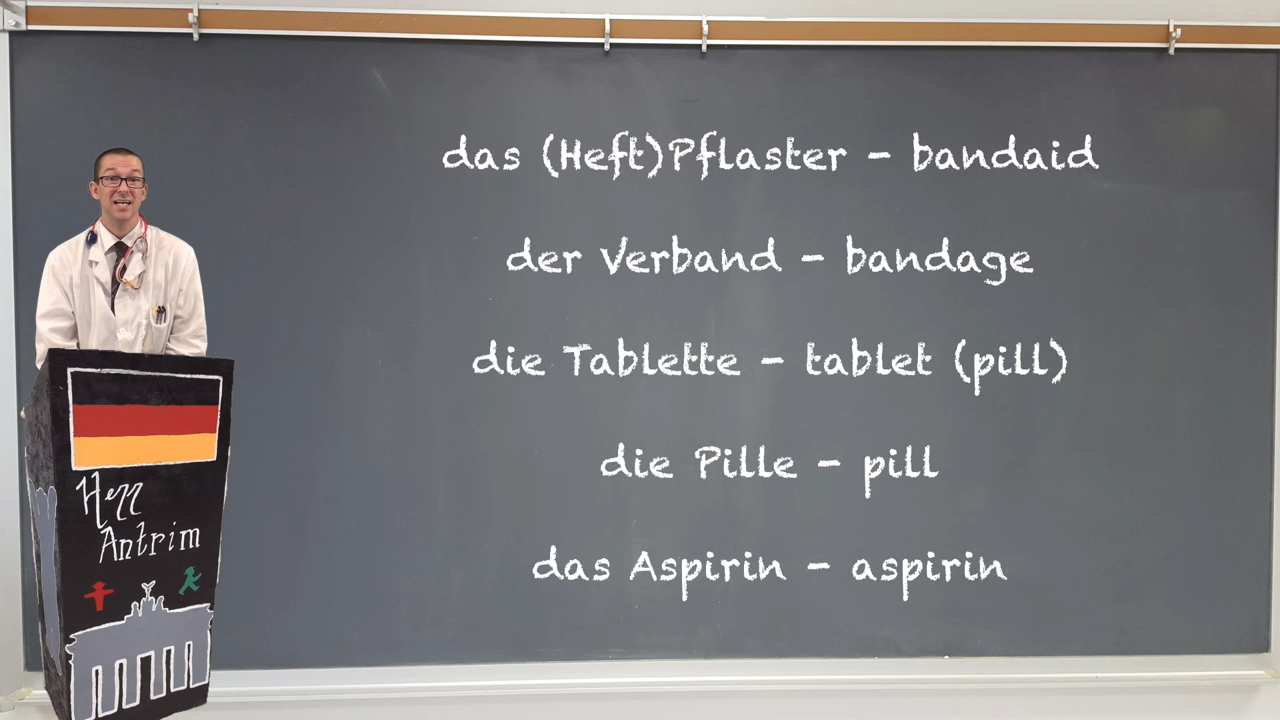 das (Heft)Pflaster - bandaid
der Verband - bandage
die Tablette - tablet (pill)
die Pille - pill
das Aspirin - aspirin
Herr
Antrim